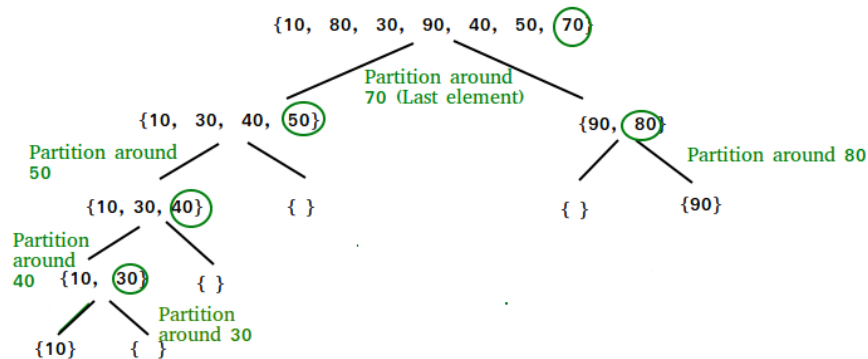 {10, 80, 30, 90, 40, 50, 70}
Partition around
70 (Last element)
{10, 30, 40, 50}
{90, 80}
Partition around
50
Partition around 80
{10, 30, 40}
{ }
{ }
{90}
Partition
around
40
{10, 30}
{ }
Partition
around 30
{10}
{ }